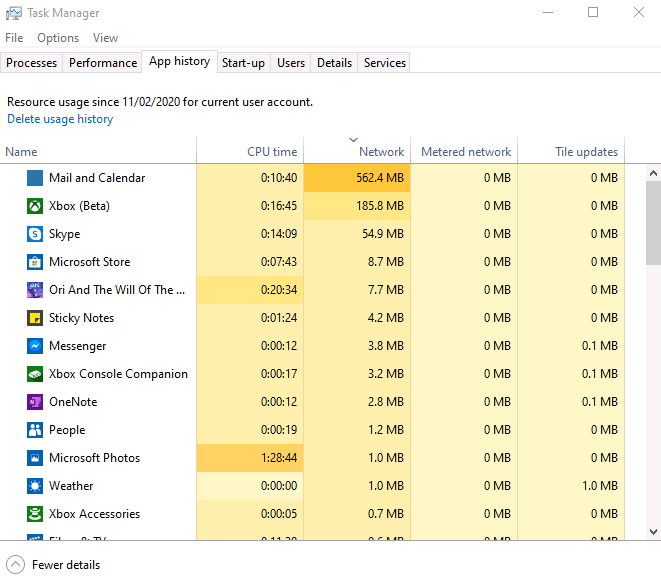 Task Manager
File Options View
Processes Performance App history Start-up Users Details Services
Resource usage since 11/02/2020 for current user account.
Delete usage history
Name CPU time Network Metered network Tile updates
Mail and Calendar 0:10:40 562.4 MB 0 MB 0 MB
Xbox (Beta) 0:16:45 185.8 MB 0 MB 0 MB
Skype 0:14:09 54.9 MB 0 MB 0 MB
Microsoft Store 0:07:43 8.7 MB 0 MB 0 MB
Ori And The Will Of The ... 0:20:34 7.7 MB 0 MB 0 MB
Sticky Notes 0:01:24 4.2 MB 0 MB 0 MB
Messenger 0:00:12 3.8 MB 0 MB 0.1 MB
Xbox Console Companion 0:00:17 3.2 MB 0 MB 0.1 MB
OneNote 0:00:12 2.8 MB 0 MB 0.1 MB
People 0:00:19 1.2 MB 0 MB 0 MB
Microsoft Photos 1:28:44 1.0 MB 0 MB 0 MB
Weather 0:00:00 1.0 MB 0 MB 1.0 MB
Xbox Accessories 0:00:05 0.7 MB 0 MB 0 MB
Fewer details